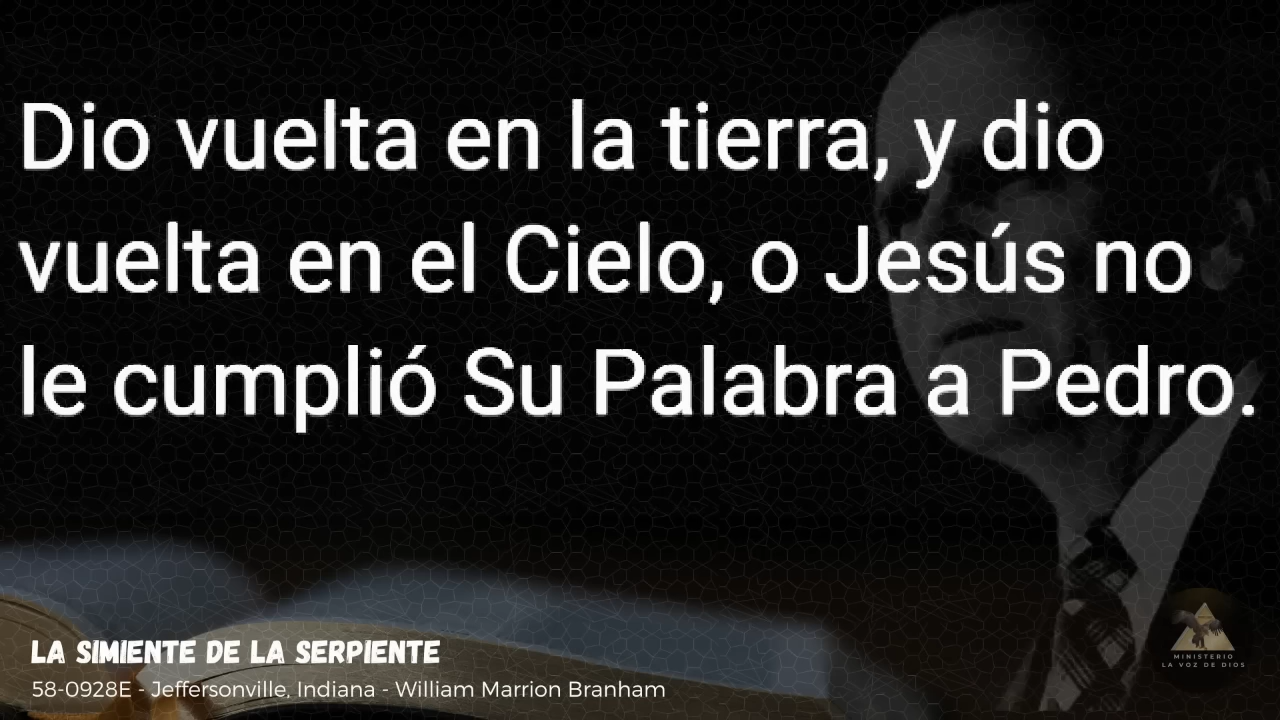 Dio vuelta en la tierra, y dio
vuelta en el Cielo, o Jesús no
le cumplió Su Palabra a Pedro.
LA SIMIENTE DE LA SERPIENTE
58-0928E - Jeffersonville, Indiana - William Marrion Branham
MINISTERIO
LA VOZ DE DIOS